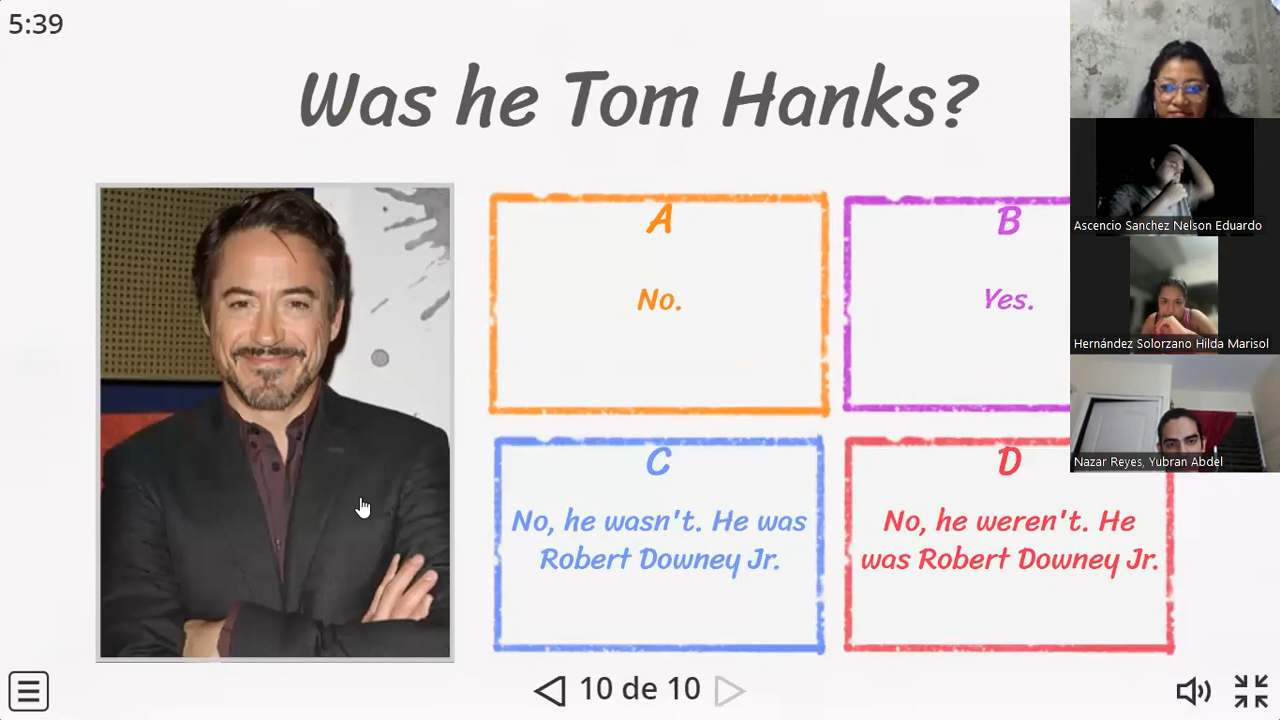 5:39
Was he Tom Hanks?
A
No.
B
Yes.
C
No, he wasn't. He was
Robert Downey Jr.
D
No, he weren't. He
was Robert Downey Jr.
Ascencio Sanchez Nelson Eduardo
Hernández Solorzano Hilda Marisol
Nazar Reyes, Yubran Abdel
10 de 10